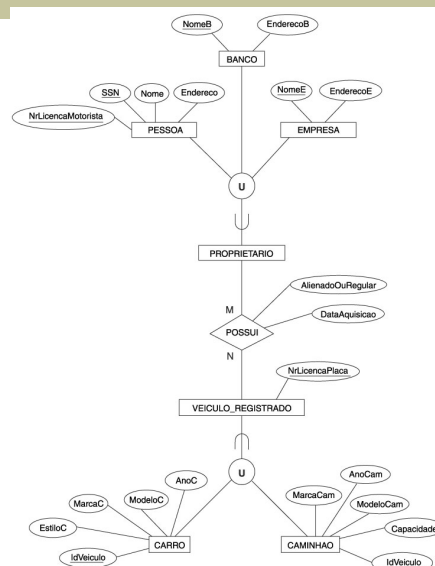 NomeB
EnderecoB
BANCO
SSN
Nome
Endereco
NomeE
EnderecoE
NrLicencaMotorista
PESSOA
EMPRESA
U
PROPRIETARIO
AlienadoOuRegular
M
DataAquisicao
POSSUI
N
NrLicencaPlaca
VEICULO_REGISTRADO
U
AnoC
AnoCam
ModeloC
MarcaCam
MarcaC
ModeloCam
EstiloC
Capacidade
CARRO
CAMINHAO
IdVeiculo
IdVeiculo